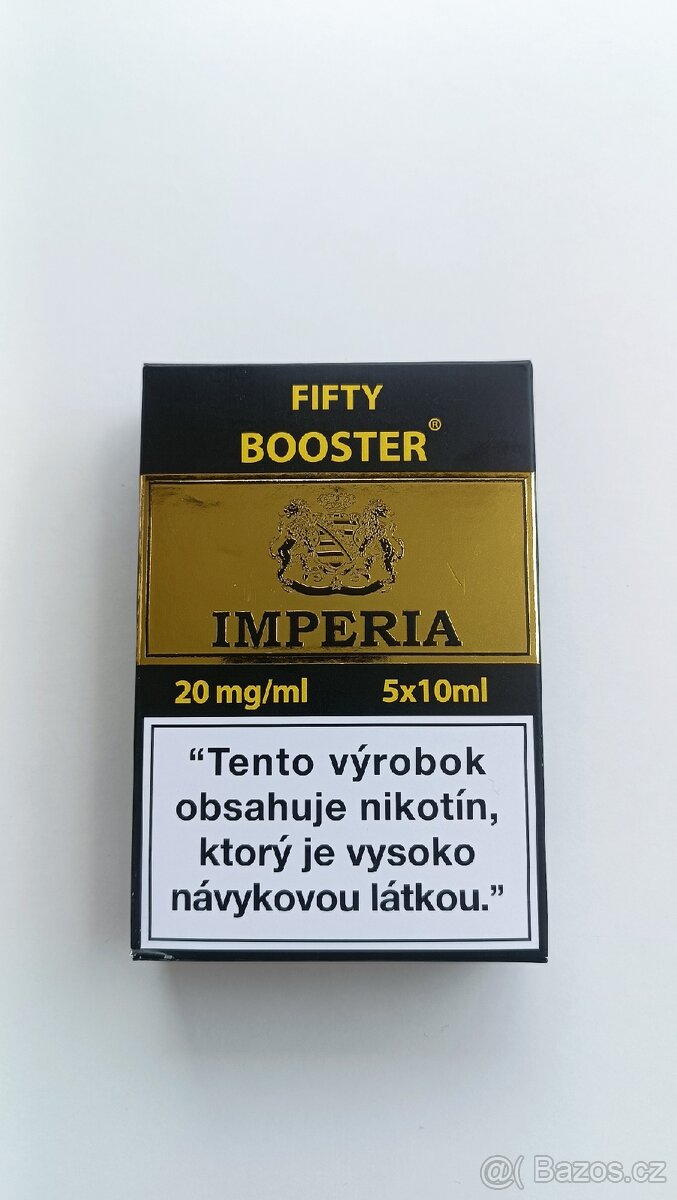 FIFTY
BOOSTER®
IMPERIA
20 mg/ml 5x10ml
“Tento výrobok
obsahuje nikotín,
ktorý je vysoko
návykovou látkou.”
@( Bazos.cz